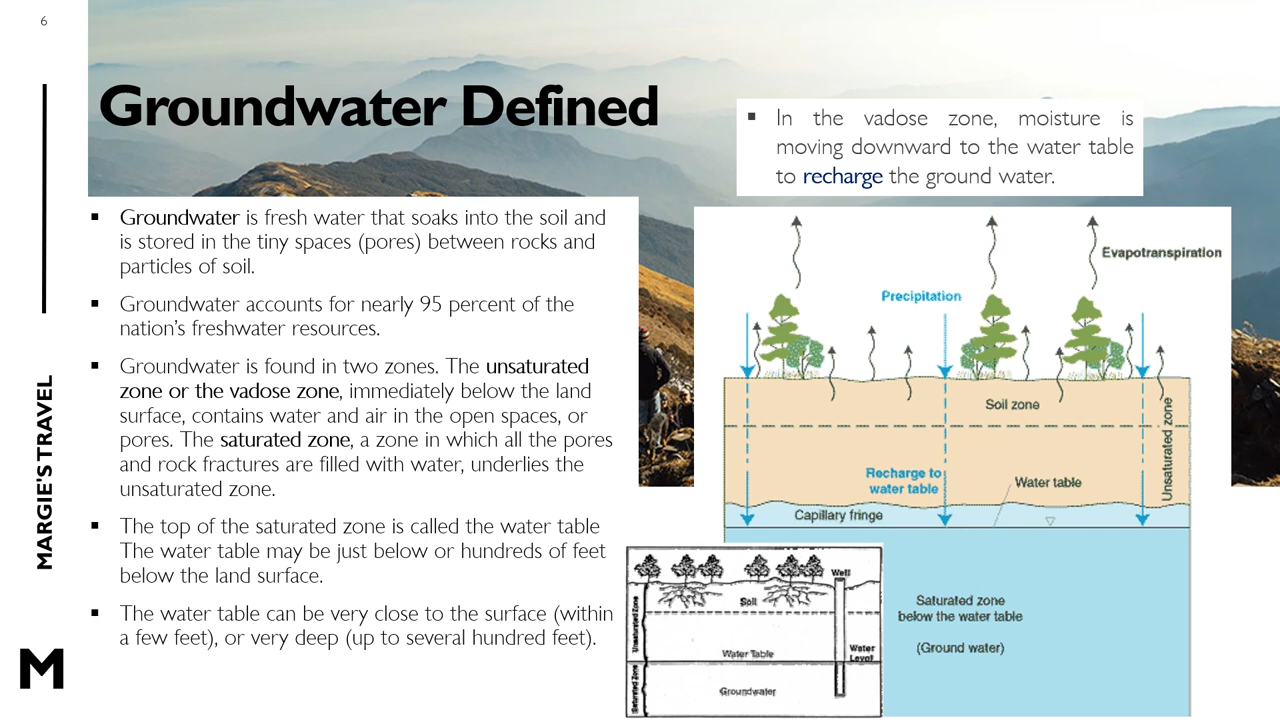 6
Groundwater Defined
▪ In the vadose zone, moisture is
moving downward to the water table
to recharge the ground water.
▪ Groundwater is fresh water that soaks into the soil and
is stored in the tiny spaces (pores) between rocks and
particles of soil.
▪ Groundwater accounts for nearly 95 percent of the
nation’s freshwater resources.
▪ Groundwater is found in two zones. The unsaturated
zone or the vadose zone, immediately below the land
surface, contains water and air in the open spaces, or
pores. The saturated zone, a zone in which all the pores
and rock fractures are filled with water, underlies the
unsaturated zone.
▪ The top of the saturated zone is called the water table
The water table may be just below or hundreds of feet
below the land surface.
▪ The water table can be very close to the surface (within
a few feet), or very deep (up to several hundred feet).
MARGIE'S TRAVEL
M
Evapotranspiration
Precipitation
Soil zone
Unsaturated zone
Recharge to
water table
Water table
Capillary fringe
Saturated zone
below the water table
(Ground water)
Well
Soil
Unsaturated Zone
Water Table
Water
Level
Saturated Zone
Groundwater